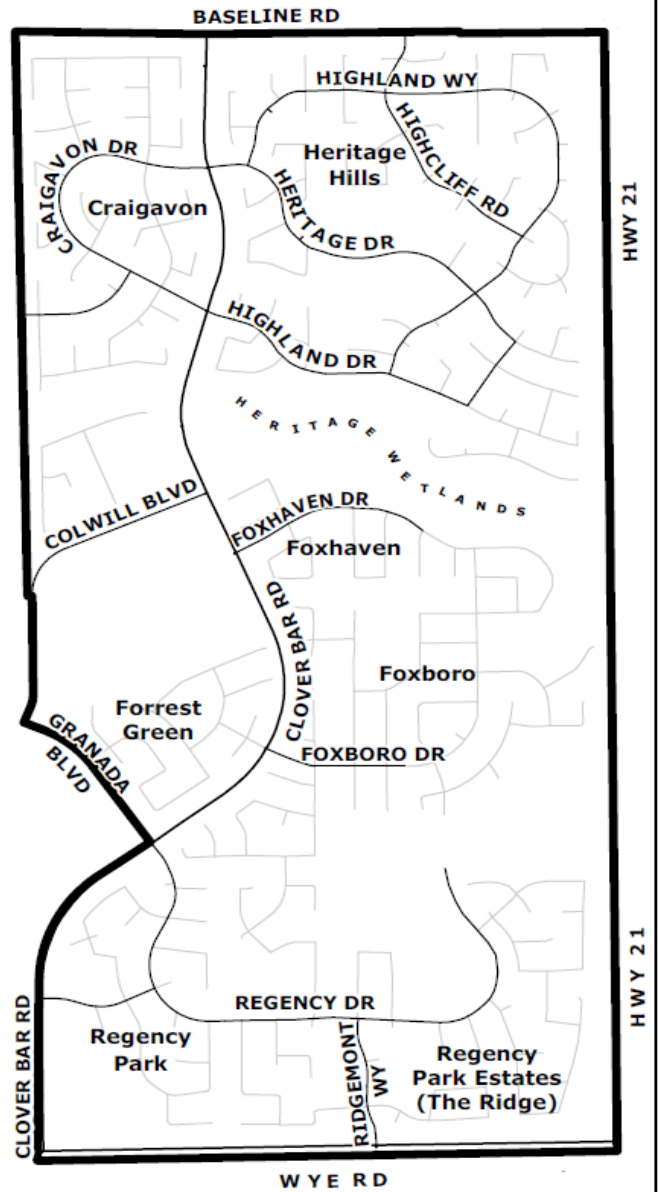 BASELINE RD
HIGHLAND WY
HIGHCLIFF RD
Heritage
Hills
CRAIGAVON DR
Craigavon
HERITAGE DR
HWY 21
HIGHLAND DR
HERITAGE WETLANDS
COLWILL BLVD
FOXHAVEN DR
Foxhaven
CLOVER BAR RD
Foxboro
Forrest
Green
GRANADA
BLVD
FOXBORO DR
HWY 21
REGENCY DR
CLOVER BAR RD
Regency
Park
RIDGEMONT
WY
Regency
Park Estates
(The Ridge)
WYE RD